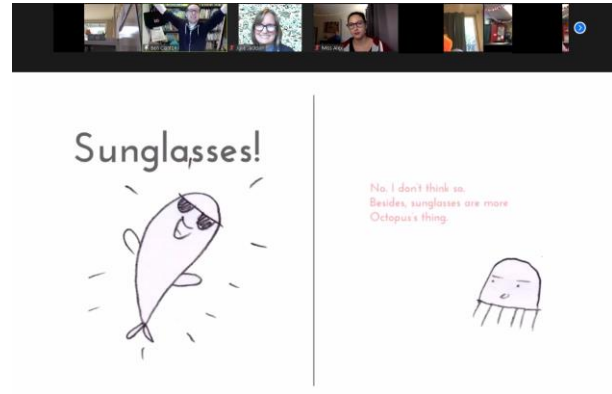 Sunglasses!
No. I don't think so.
Besides, sunglasses are more
Octopus's thing.